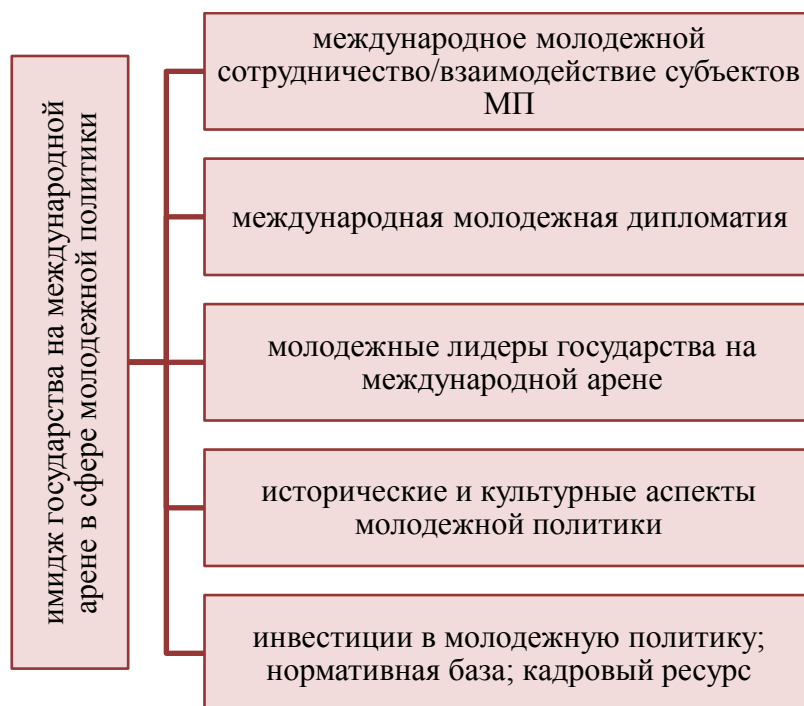 имидж государства на международной
арене в сфере молодежной политики
международное молодежной
сотрудничество/взаимодействие субъектов
МП
международная молодежная дипломатия
молодежные лидеры государства на
международной арене
исторические и культурные аспекты
молодежной политики
инвестиции в молодежную политику;
нормативная база; кадровый ресурс